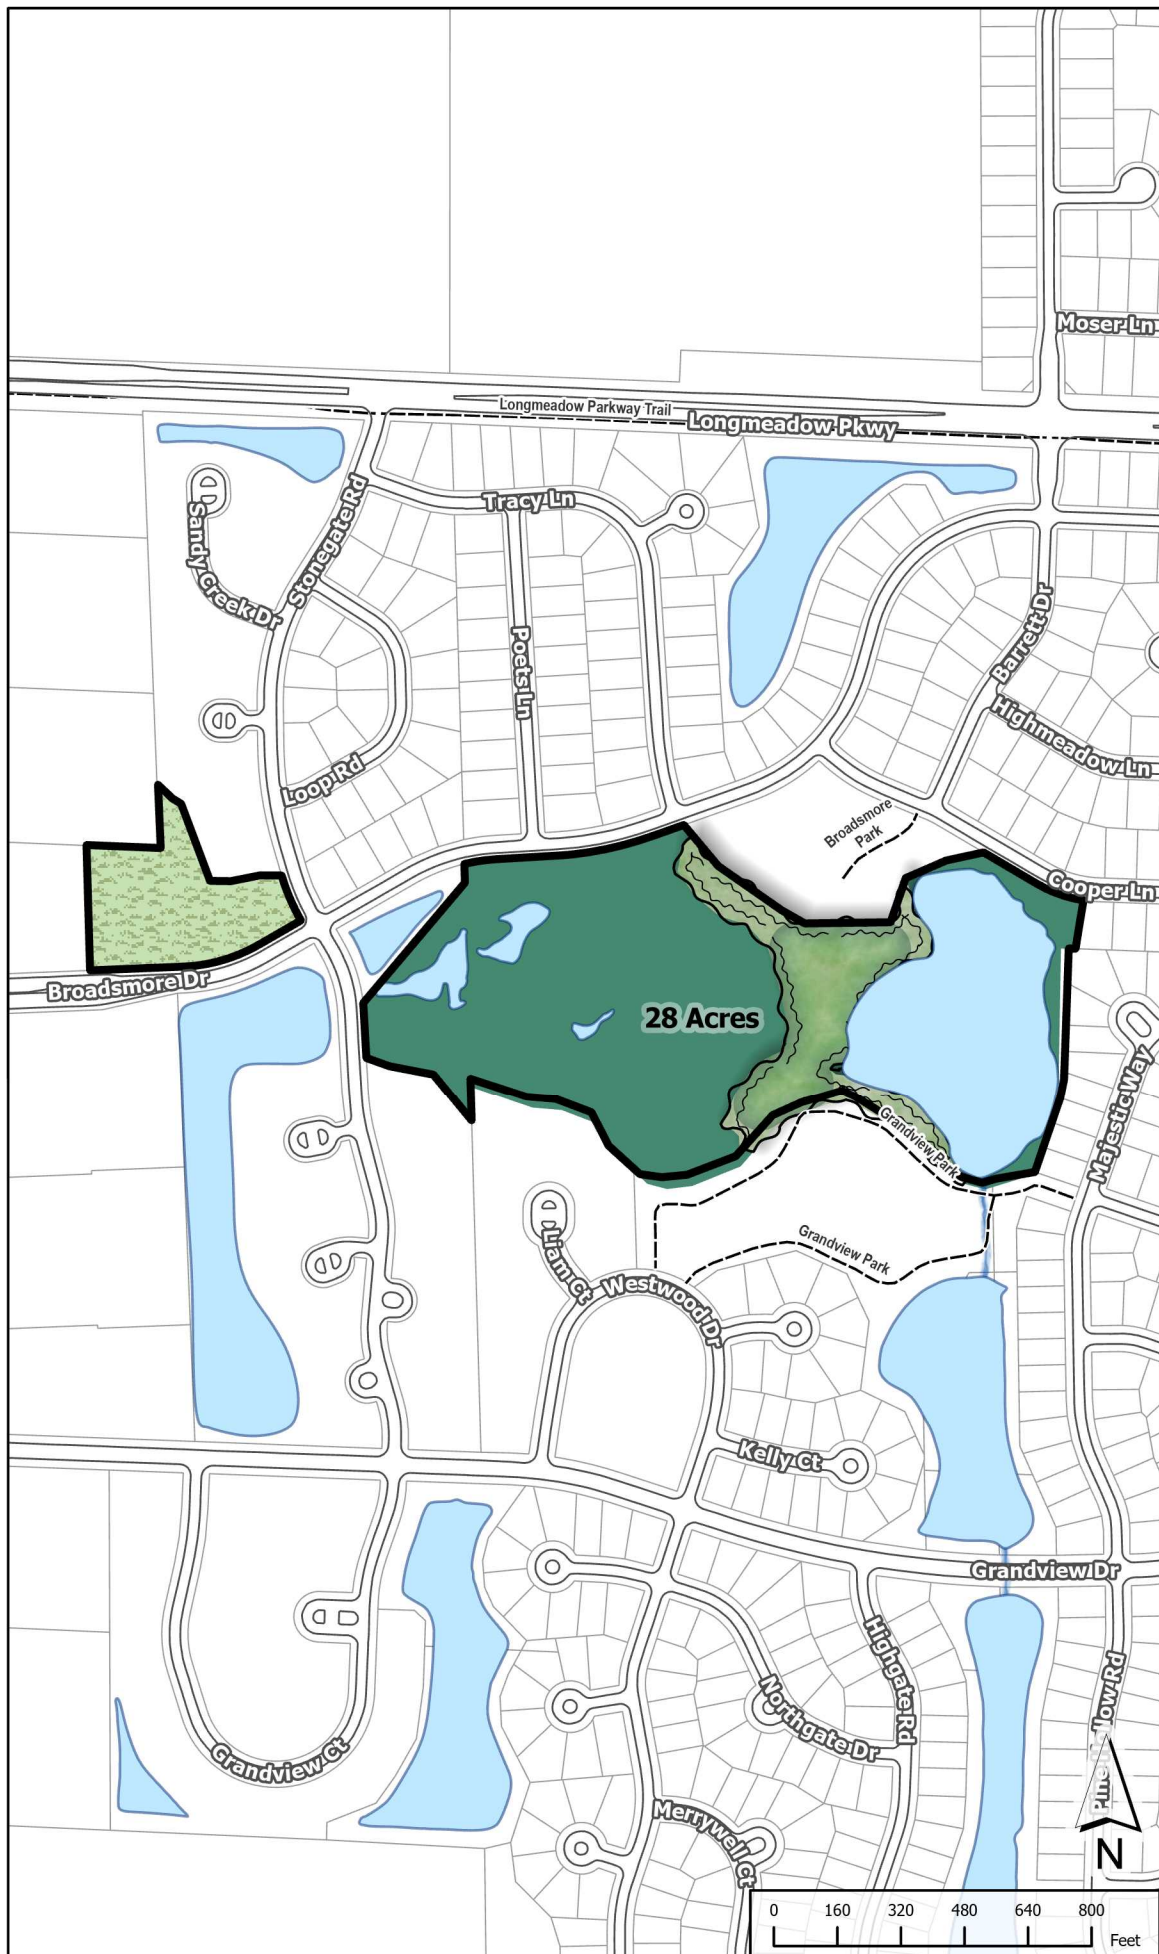 Moser Ln
Longmeadow Parkway Trail
Longmeadow Pkwy
Tracy Ln
Stonegate Rd
Sandy Creek Dr
Poets Ln
Barrett Dr
Highmeadow Ln
Loop Rd
Broadsmore
Park
Cooper Ln
Broadsmore Dr
28 Acres
Majestic Way
Grandview Park
Grandview Park
Liam Ct
Westwood Dr
Kelly Ct
Grandview Dr
Highgate Rd
Northgate Dr
Grandview Ct
Merrywell Ct
N
0 160 320 480 640 800
Feet